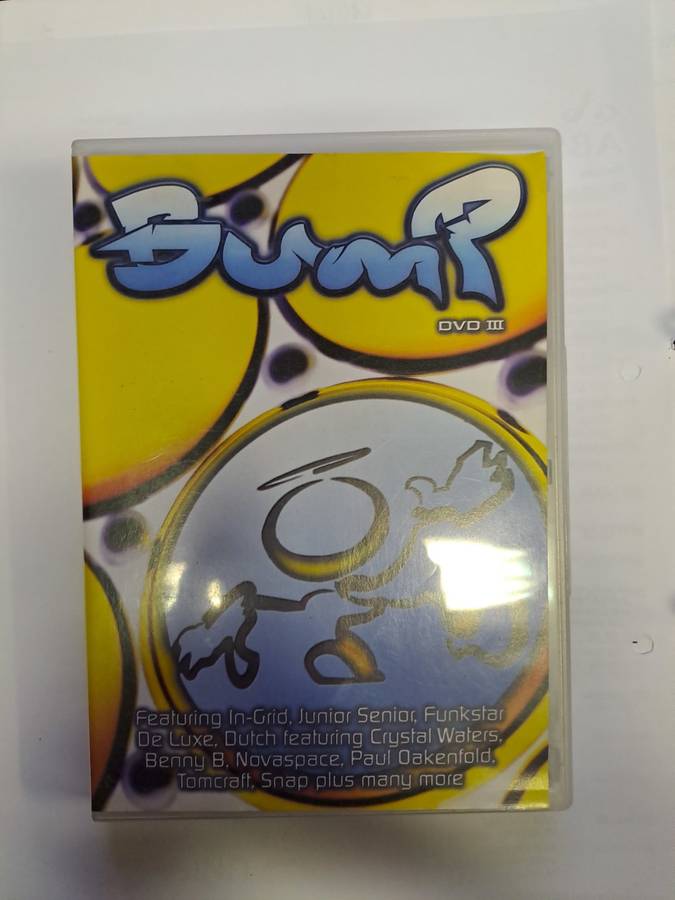 Bump
DVD III
Featuring In-Grid, Junior Senior, Funkstar
De Luxe, Dutch featuring Crystal Waters,
Benny B, Novaspace, Paul Oakenfold,
Tomcraft, Snap plus many more